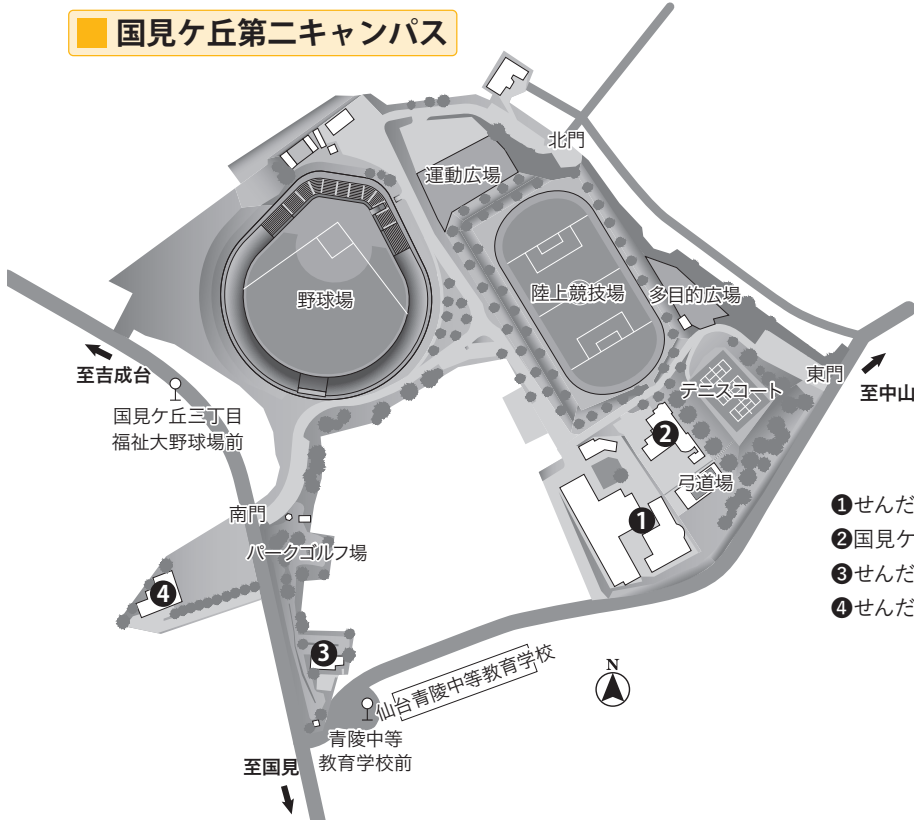 国見ケ丘第二キャンパス
北門
運動広場
野球場
陸上競技場
多目的広場
東門
至中山
至吉成台
国見ケ丘三丁目
福祉大野球場前
テニスコート
❷
弓道場
❶
南門
パークゴルフ場
❹
❸
仙台青陵中等教育学校
青陵中等
教育学校前
至国見
N
❶せんだ
❷国見ケ
❸せんだ
❹せんだ